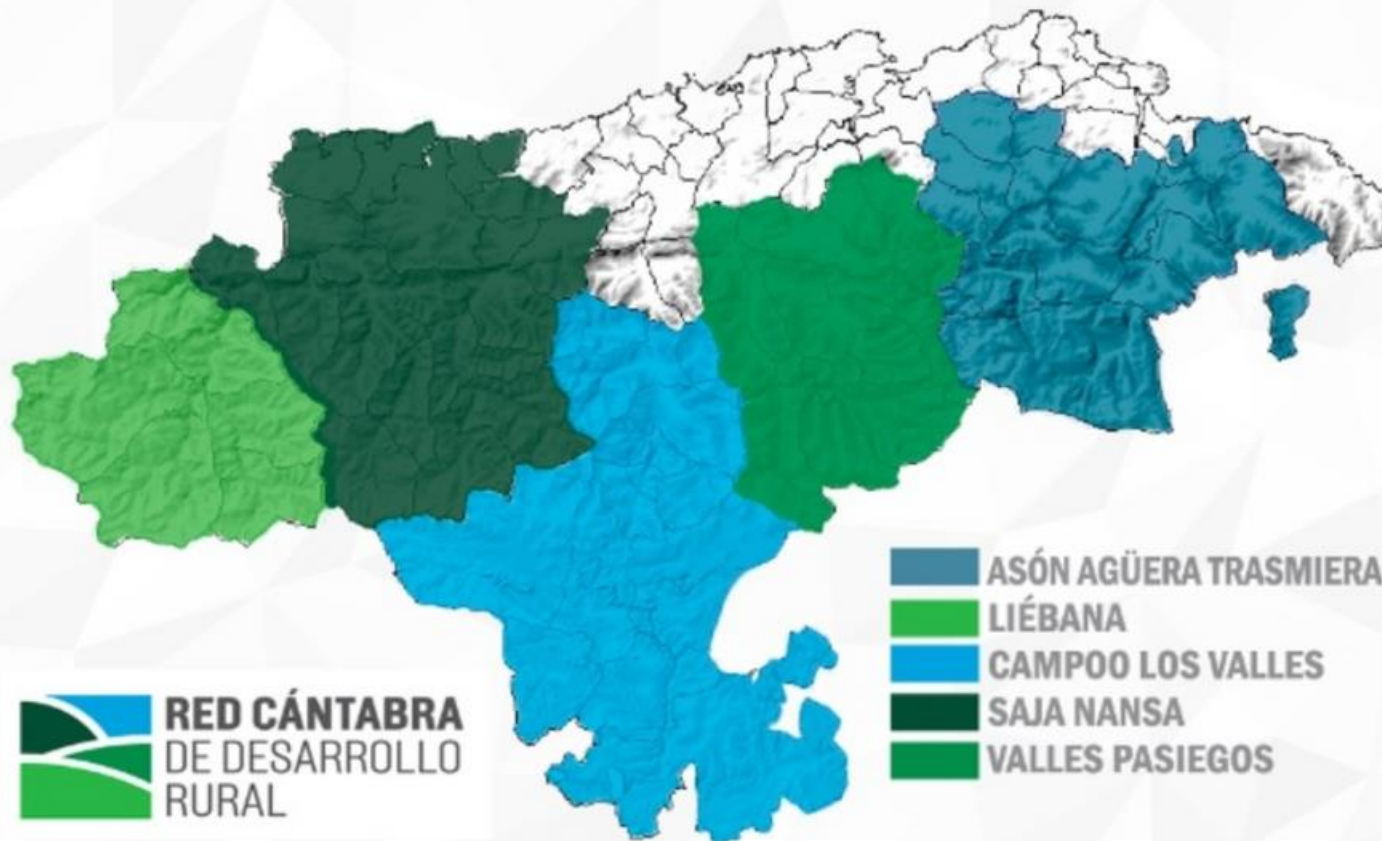 ASÓN AGÜERA TRASMIERA
LIÉBANA
CAMPOO LOS VALLES
SAJA NANSA
VALLES PASIEGOS
RED CÁNTABRA
DE DESARROLLO
RURAL